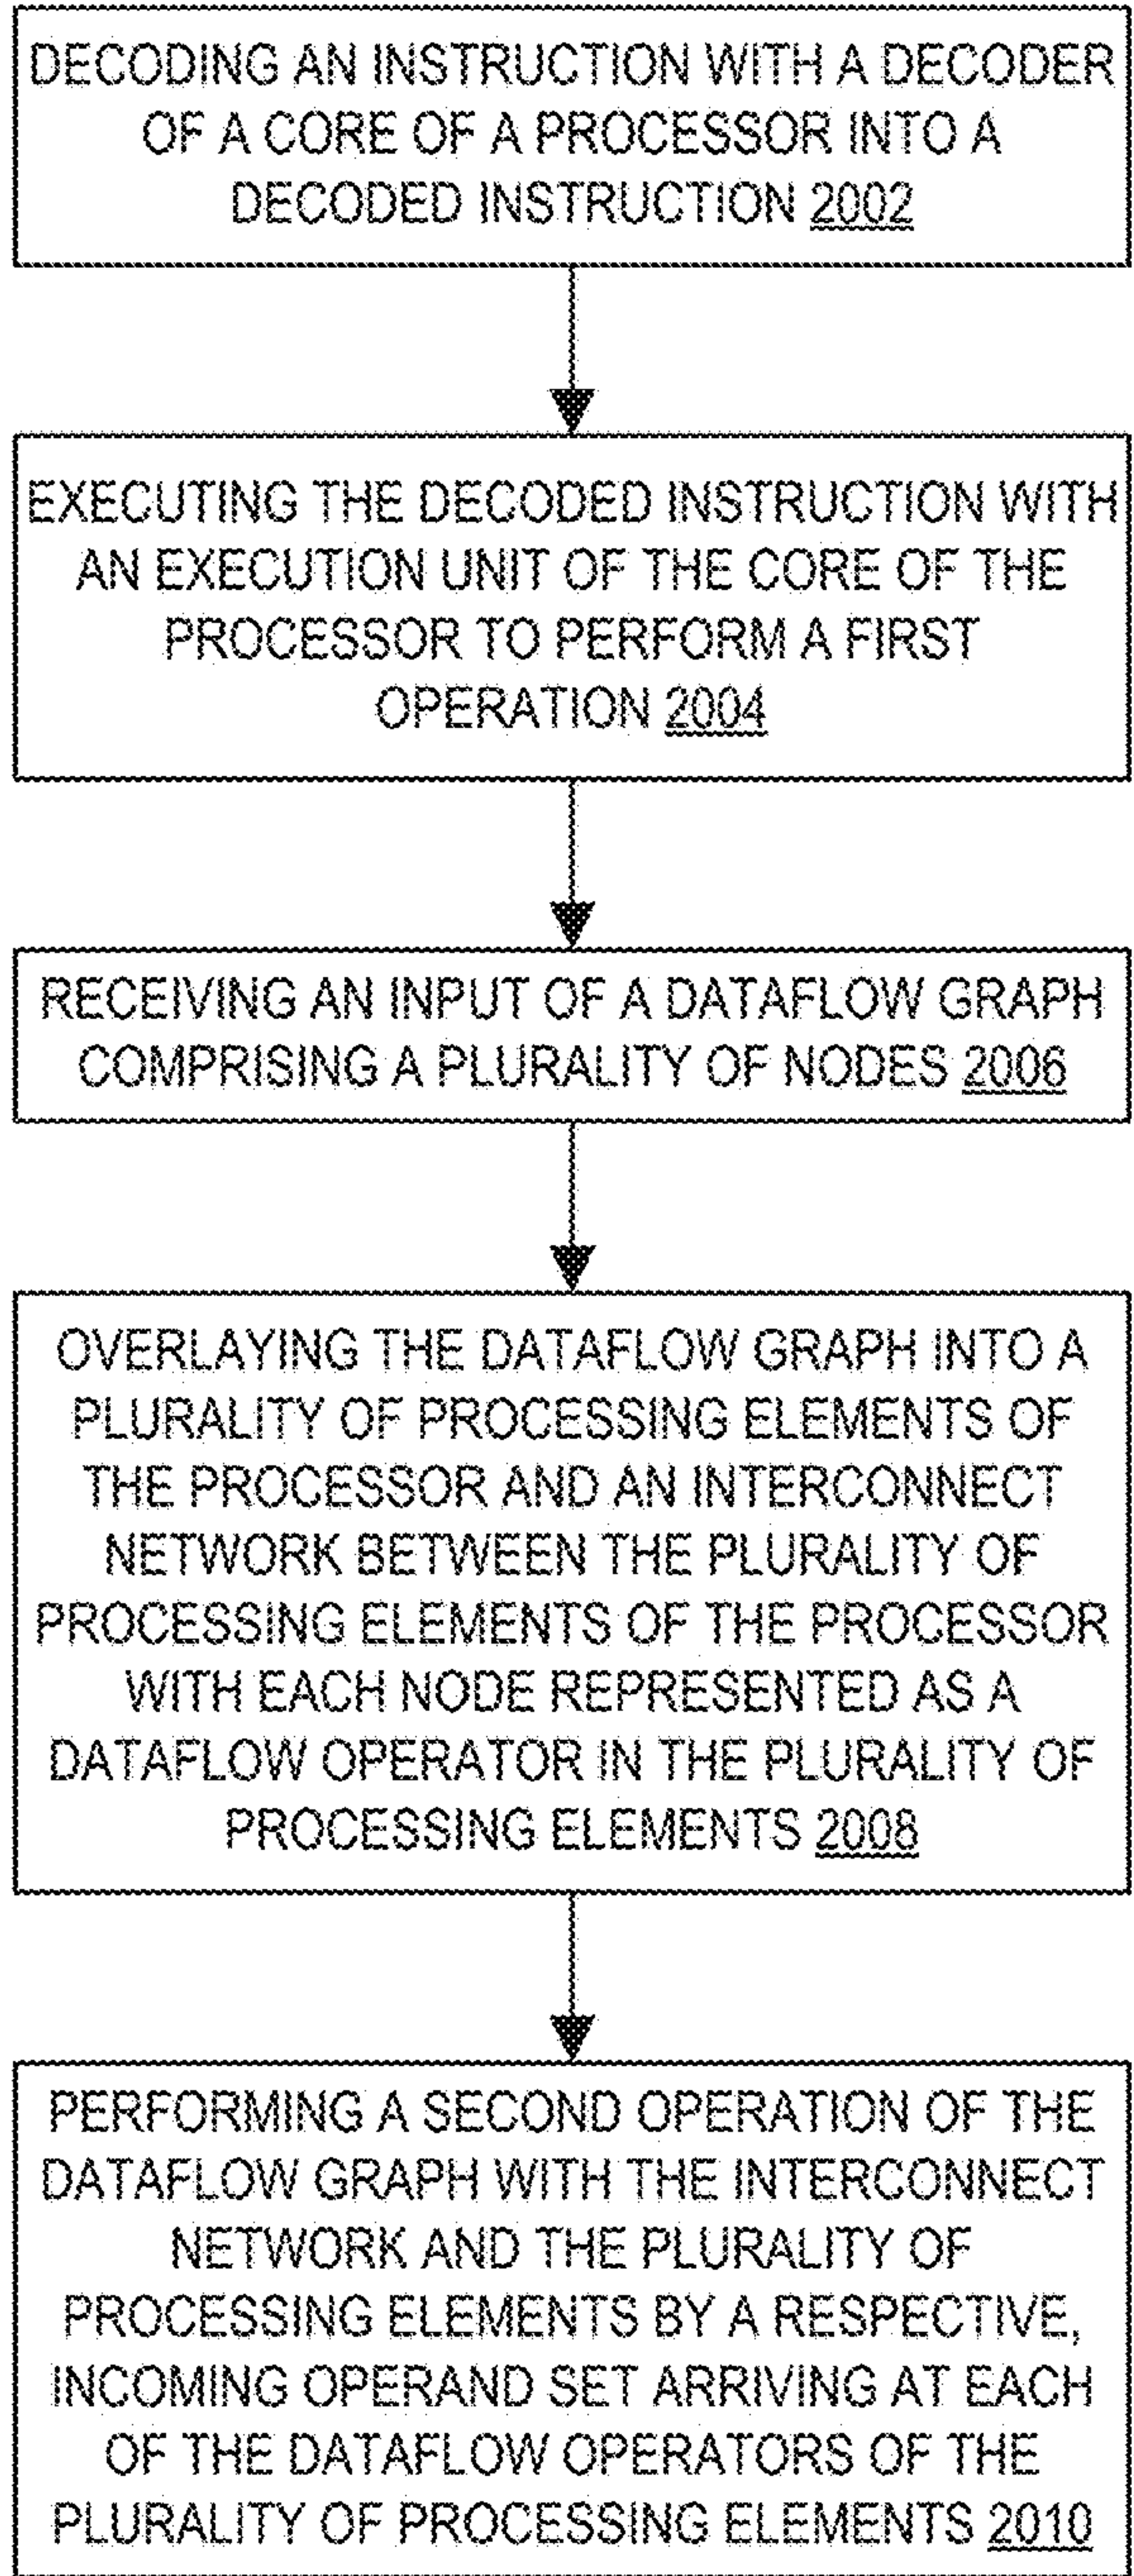 DECODING AN INSTRUCTION WITH A DECODER
OF A CORE OF A PROCESSOR INTO A
DECODED INSTRUCTION 2002
EXECUTING THE DECODED INSTRUCTION WITH
AN EXECUTION UNIT OF THE CORE OF THE
PROCESSOR TO PERFORM A FIRST
OPERATION 2004
RECEIVING AN INPUT OF A DATAFLOW GRAPH
COMPRISING A PLURALITY OF NODES 2006
OVERLAYING THE DATAFLOW GRAPH INTO A
PLURALITY OF PROCESSING ELEMENTS OF
THE PROCESSOR AND AN INTERCONNECT
NETWORK BETWEEN THE PLURALITY OF
PROCESSING ELEMENTS OF THE PROCESSOR
WITH EACH NODE REPRESENTED AS A
DATAFLOW OPERATOR IN THE PLURALITY OF
PROCESSING ELEMENTS 2008
PERFORMING A SECOND OPERATION OF THE
DATAFLOW GRAPH WITH THE INTERCONNECT
NETWORK AND THE PLURALITY OF
PROCESSING ELEMENTS BY A RESPECTIVE,
INCOMING OPERAND SET ARRIVING AT EACH
OF THE DATAFLOW OPERATORS OF THE
PLURALITY OF PROCESSING ELEMENTS 2010